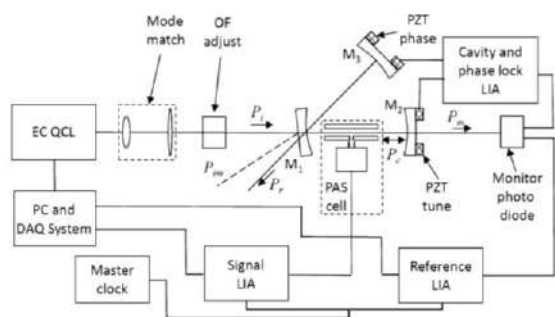 Mode
match
OF
adjust
PZT
phase
M3
Cavity and
phase lock
LIA
EC QCL
Pi
M1
M2
Pm
Prm
Pr
Pc
PAS
cell
PZT
tune
Monitor
photo
diode
PC and
DAQ System
Master
clock
Signal
LIA
Reference
LIA